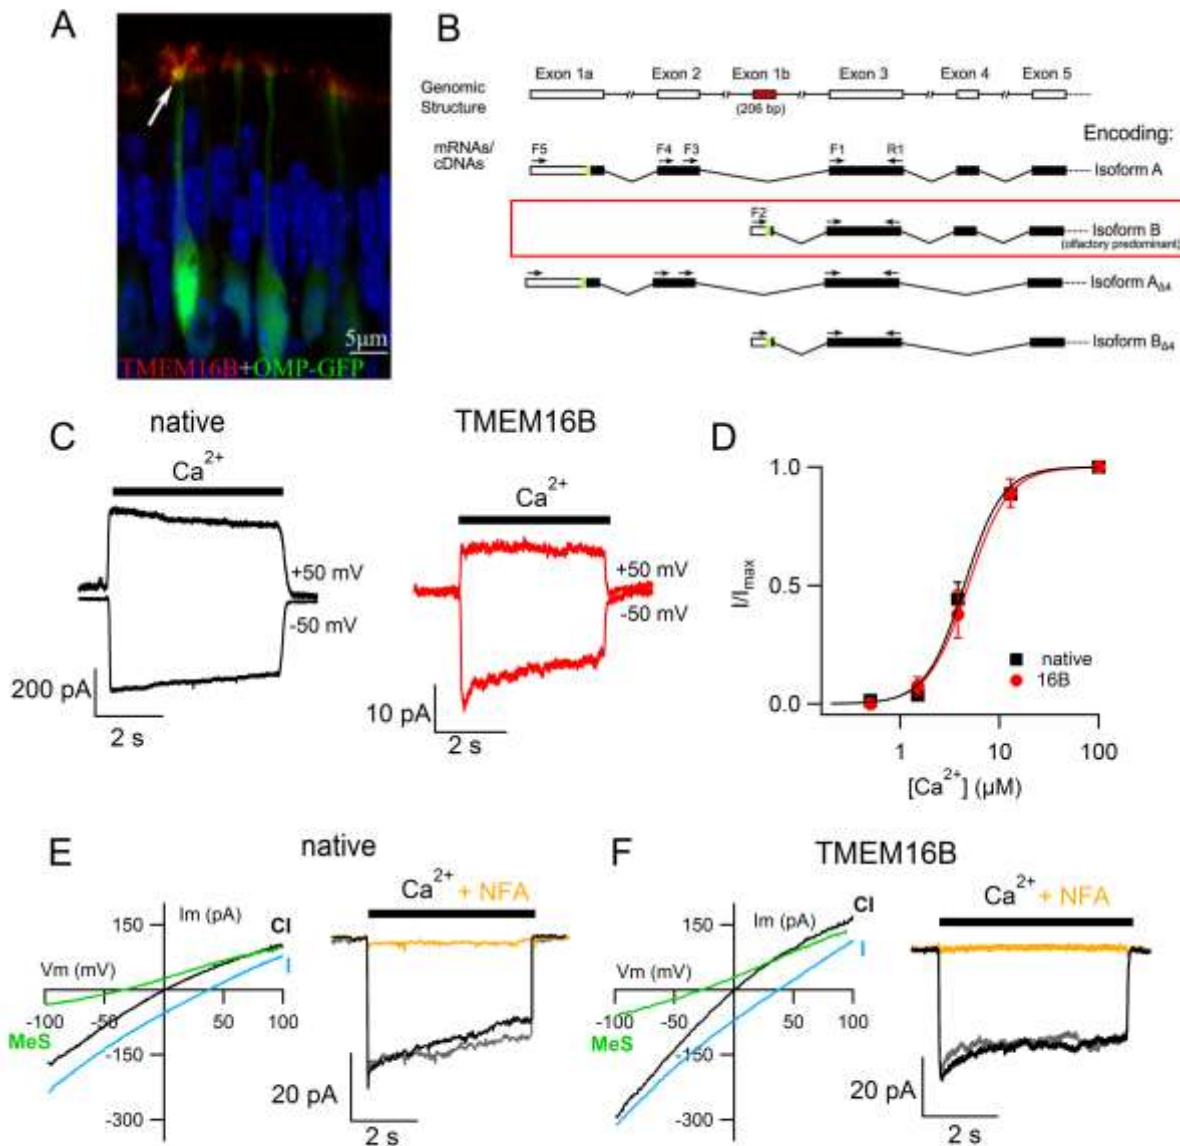 A
TMEM16B+OMP-GFP
5µm
B
Exon 1a Exon 2 Exon 1b Exon 3 Exon 4 Exon 5
Genomic
Structure
(206 bp)
Encoding:
mRNAs/
cDNAs
F5 F4 F3 F1 R1
Isoform A
F2
Isoform B
(olfactory predominant)
Isoform AΔ4
Isoform BΔ4
C
native
Ca2+
+50 mV
-50 mV
200 pA
2 s
TMEM16B
Ca2+
+50 mV
-50 mV
10 pA
2 s
D
I/Imax
1.0
0.5
0.0
native
16B
1 10 100
[Ca2+] (µM)
E
native
Im (pA)
Vm (mV)
150
-150
-300
-100 -50 50 100
Cl
I
MeS
Ca2+ + NFA
20 pA
2 s
F
TMEM16B
Im (pA)
Vm (mV)
150
-150
-300
-100 -50 50 100
Cl
I
MeS
Ca2+ + NFA
20 pA
2 s